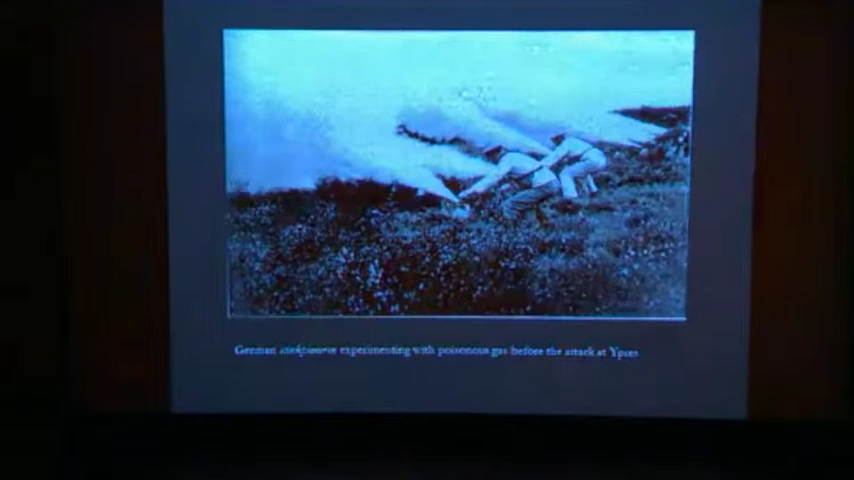 German experimenting with poisonous gas before the attack at Ypres